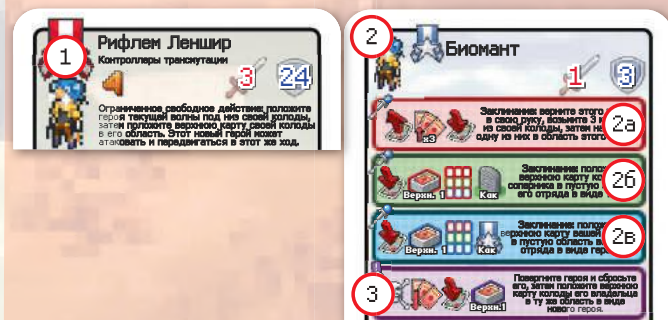 1
Рифлем Леншир
Контроллеры трансмутации
3
24
Ограниченное свободное действие: положите
героя текущей волны под низ своей колоды,
затем положите верхнюю карту своей колоды
в его область. Этот новый герой может
атаковать и передвигаться в этот же ход.
2
Биомант
1
3
Заклинание: верните этого
в свою руку, возьмите 3
из своей колоды, затем
одну из них в область этого
x3
2а
Заклинание:
верхнюю карту
соперника в пустую
его отряда в виде
Верхн. 1
Как
2б
Заклинание:
верхнюю карту вашей
в пустую область
отряда в виде
Верхн. 1
Как
2в
3
Повергните героя и сбросьте
его, затем положите верхнюю
карту колоды его владельца
в ту же область в виде
нового героя.
Верхн.1